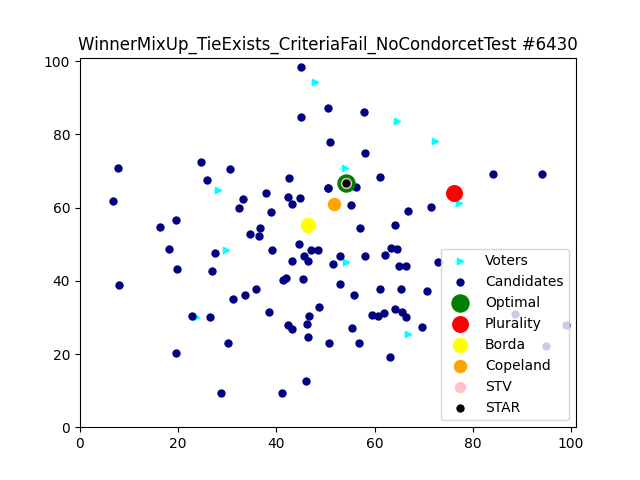 WinnerMixUp_TieExists_CriteriaFail_NoCondorcetTest #6430
100
80
60
40
20
0
0 20 40 60 80 100
Voters
Candidates
Optimal
Plurality
Borda
Copeland
STV
STAR